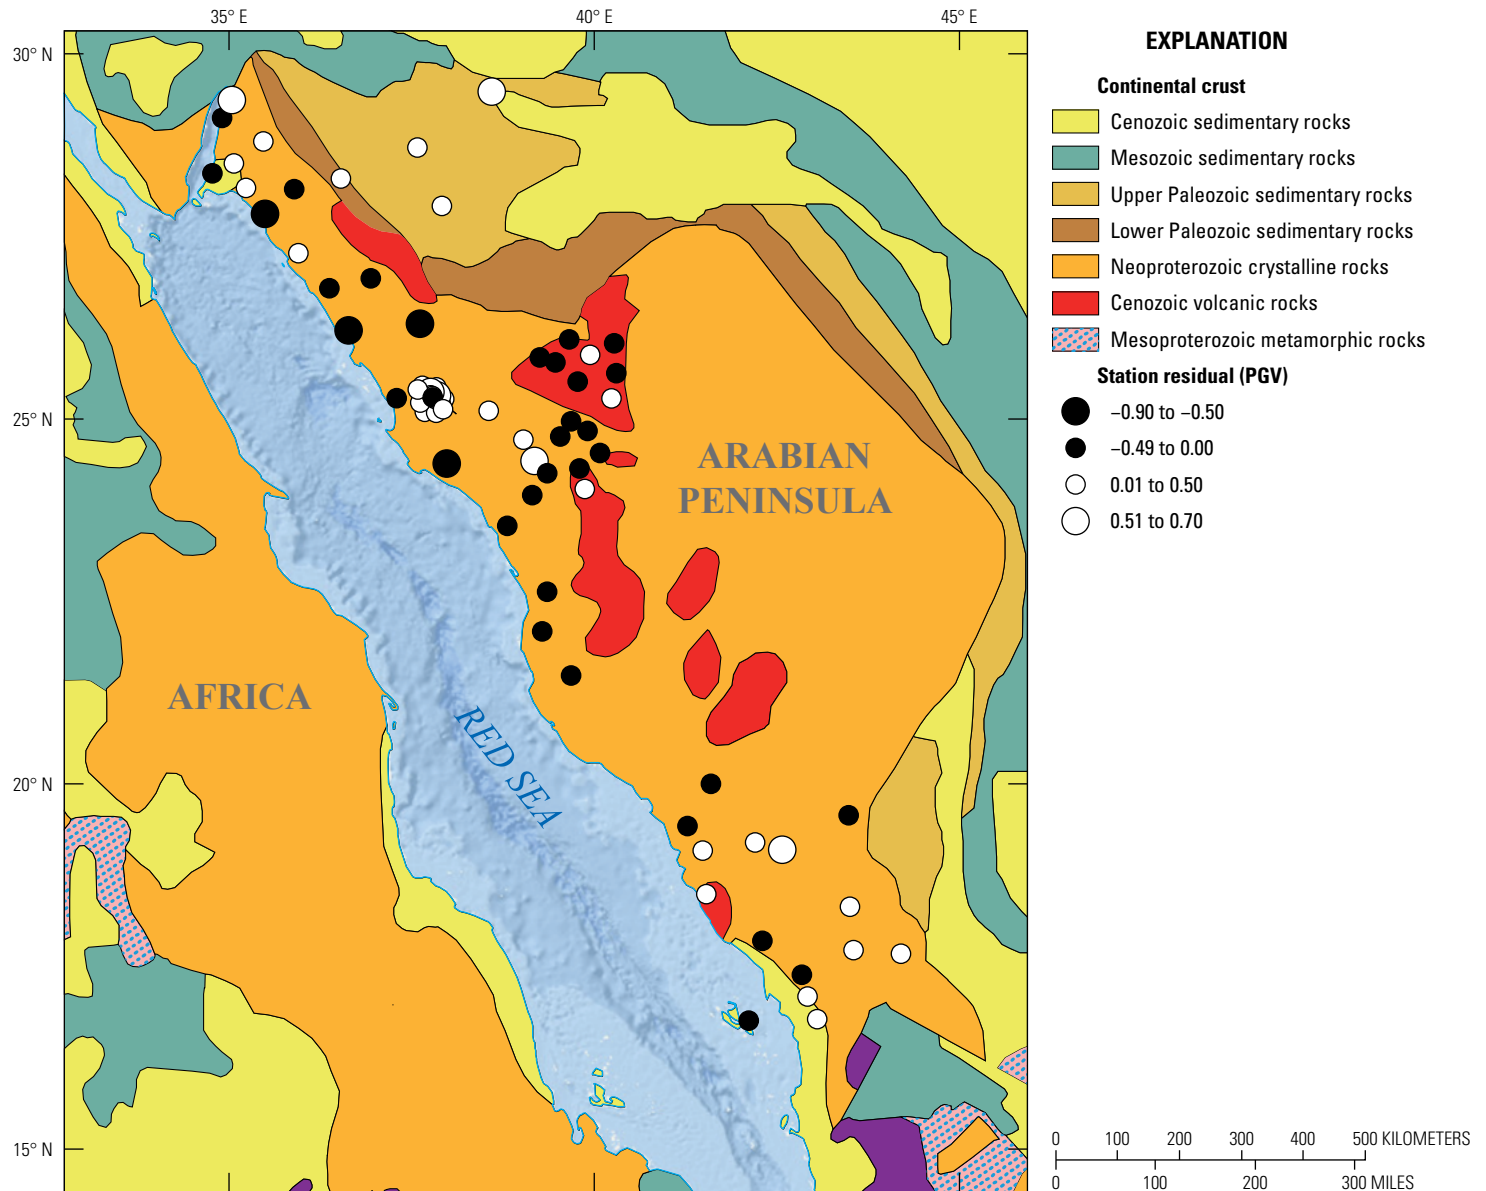 35° E
40° E
45° E
30° N
25° N
20° N
15° N
ARABIAN
PENINSULA
AFRICA
RED SEA
EXPLANATION
Continental crust
Cenozoic sedimentary rocks
Mesozoic sedimentary rocks
Upper Paleozoic sedimentary rocks
Lower Paleozoic sedimentary rocks
Neoproterozoic crystalline rocks
Cenozoic volcanic rocks
Mesoproterozoic metamorphic rocks
Station residual (PGV)
−0.90 to −0.50
−0.49 to 0.00
0.01 to 0.50
0.51 to 0.70
0 100 200 300 400 500 KILOMETERS
0 100 200 300 MILES